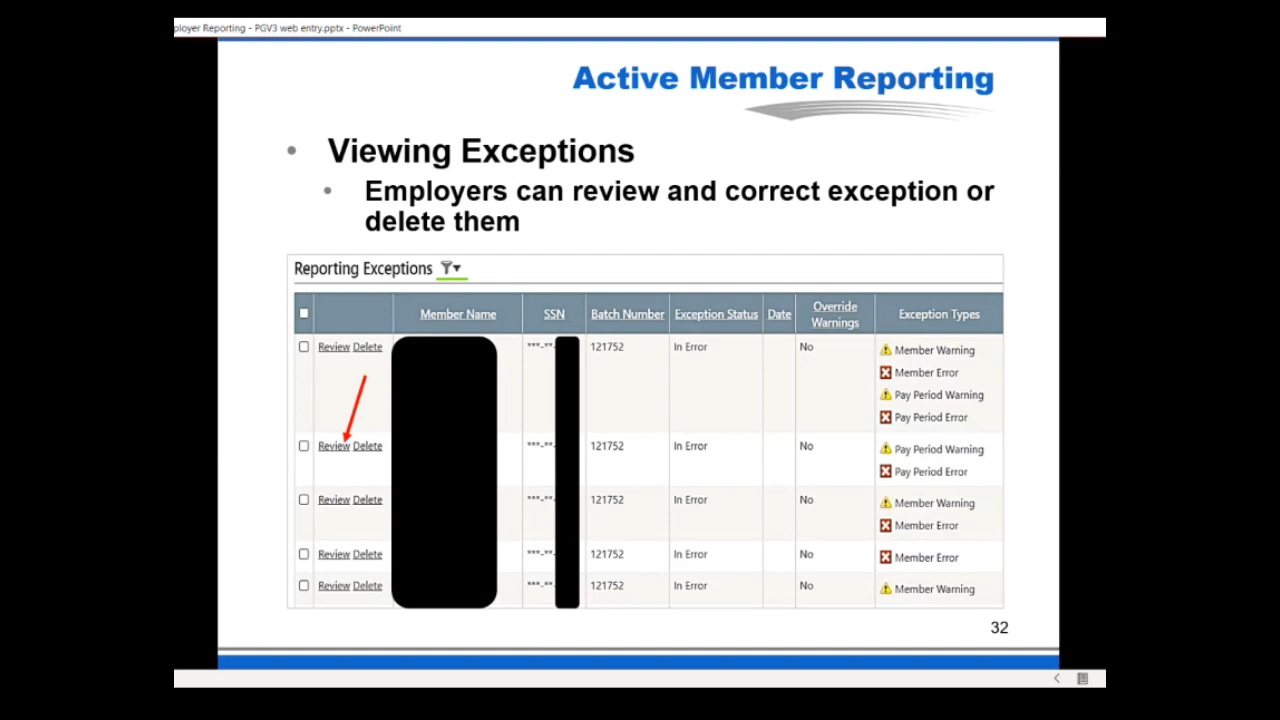 ployer Reporting - PGV3 web entry.pptx - PowerPoint
Active Member Reporting
• Viewing Exceptions
• Employers can review and correct exception or
delete them
Reporting Exceptions
Member Name SSN Batch Number Exception Status Date Override Warnings Exception Types
Review Delete ***-**- 121752 In Error No Member Warning
Member Error
Pay Period Warning
Pay Period Error
Review Delete ***-**- 121752 In Error No Pay Period Warning
Pay Period Error
Review Delete ***-**- 121752 In Error No Member Warning
Member Error
Review Delete ***-**- 121752 In Error No Member Error
Review Delete ***-**- 121752 In Error No Member Warning
32